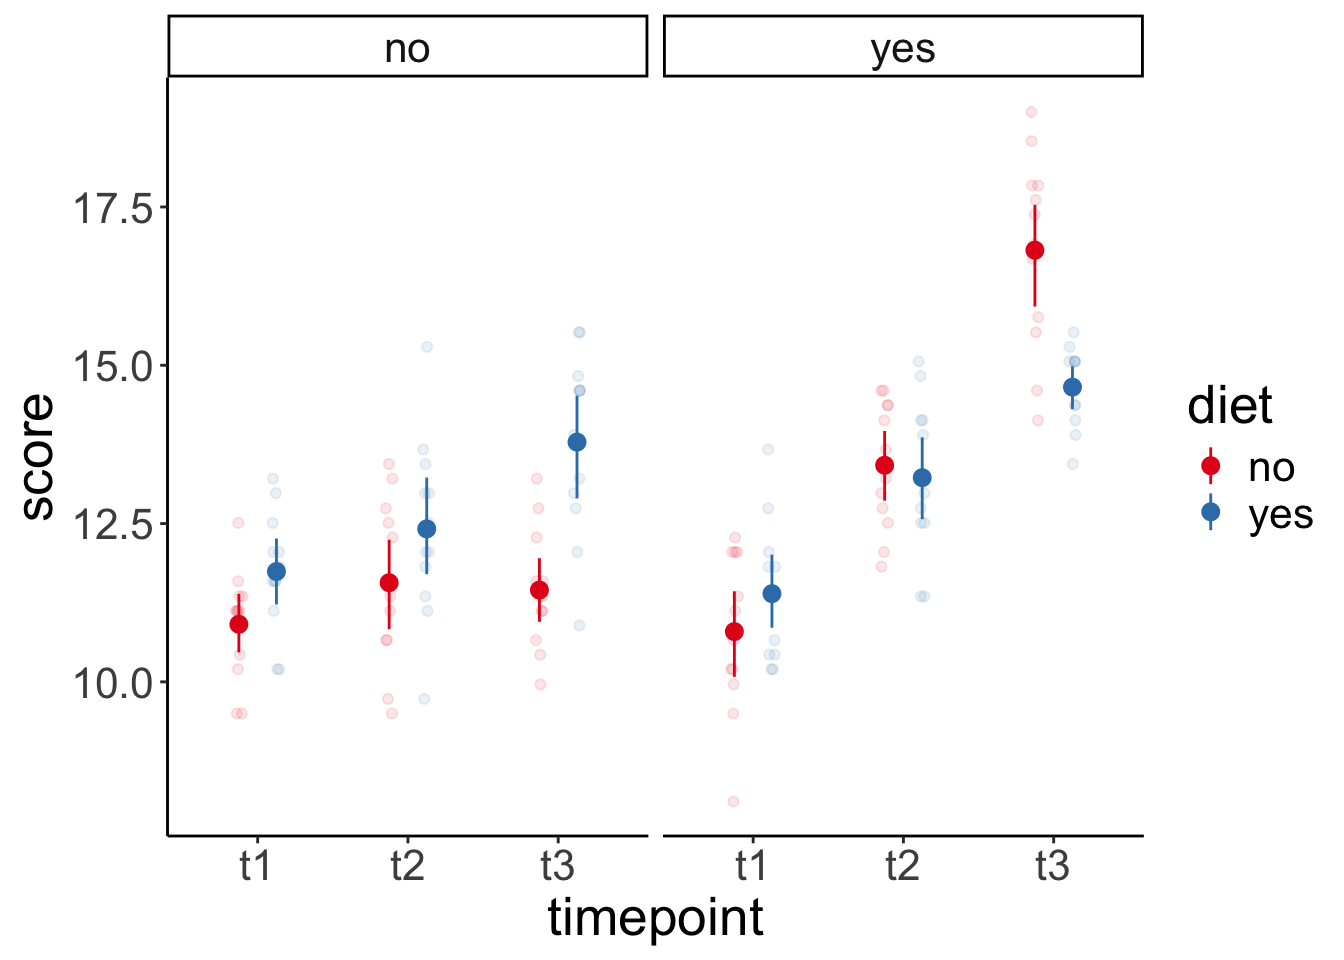 no
yes
17.5
15.0
12.5
10.0
score
t1
t2
t3
t1
t2
t3
timepoint
diet
no
yes